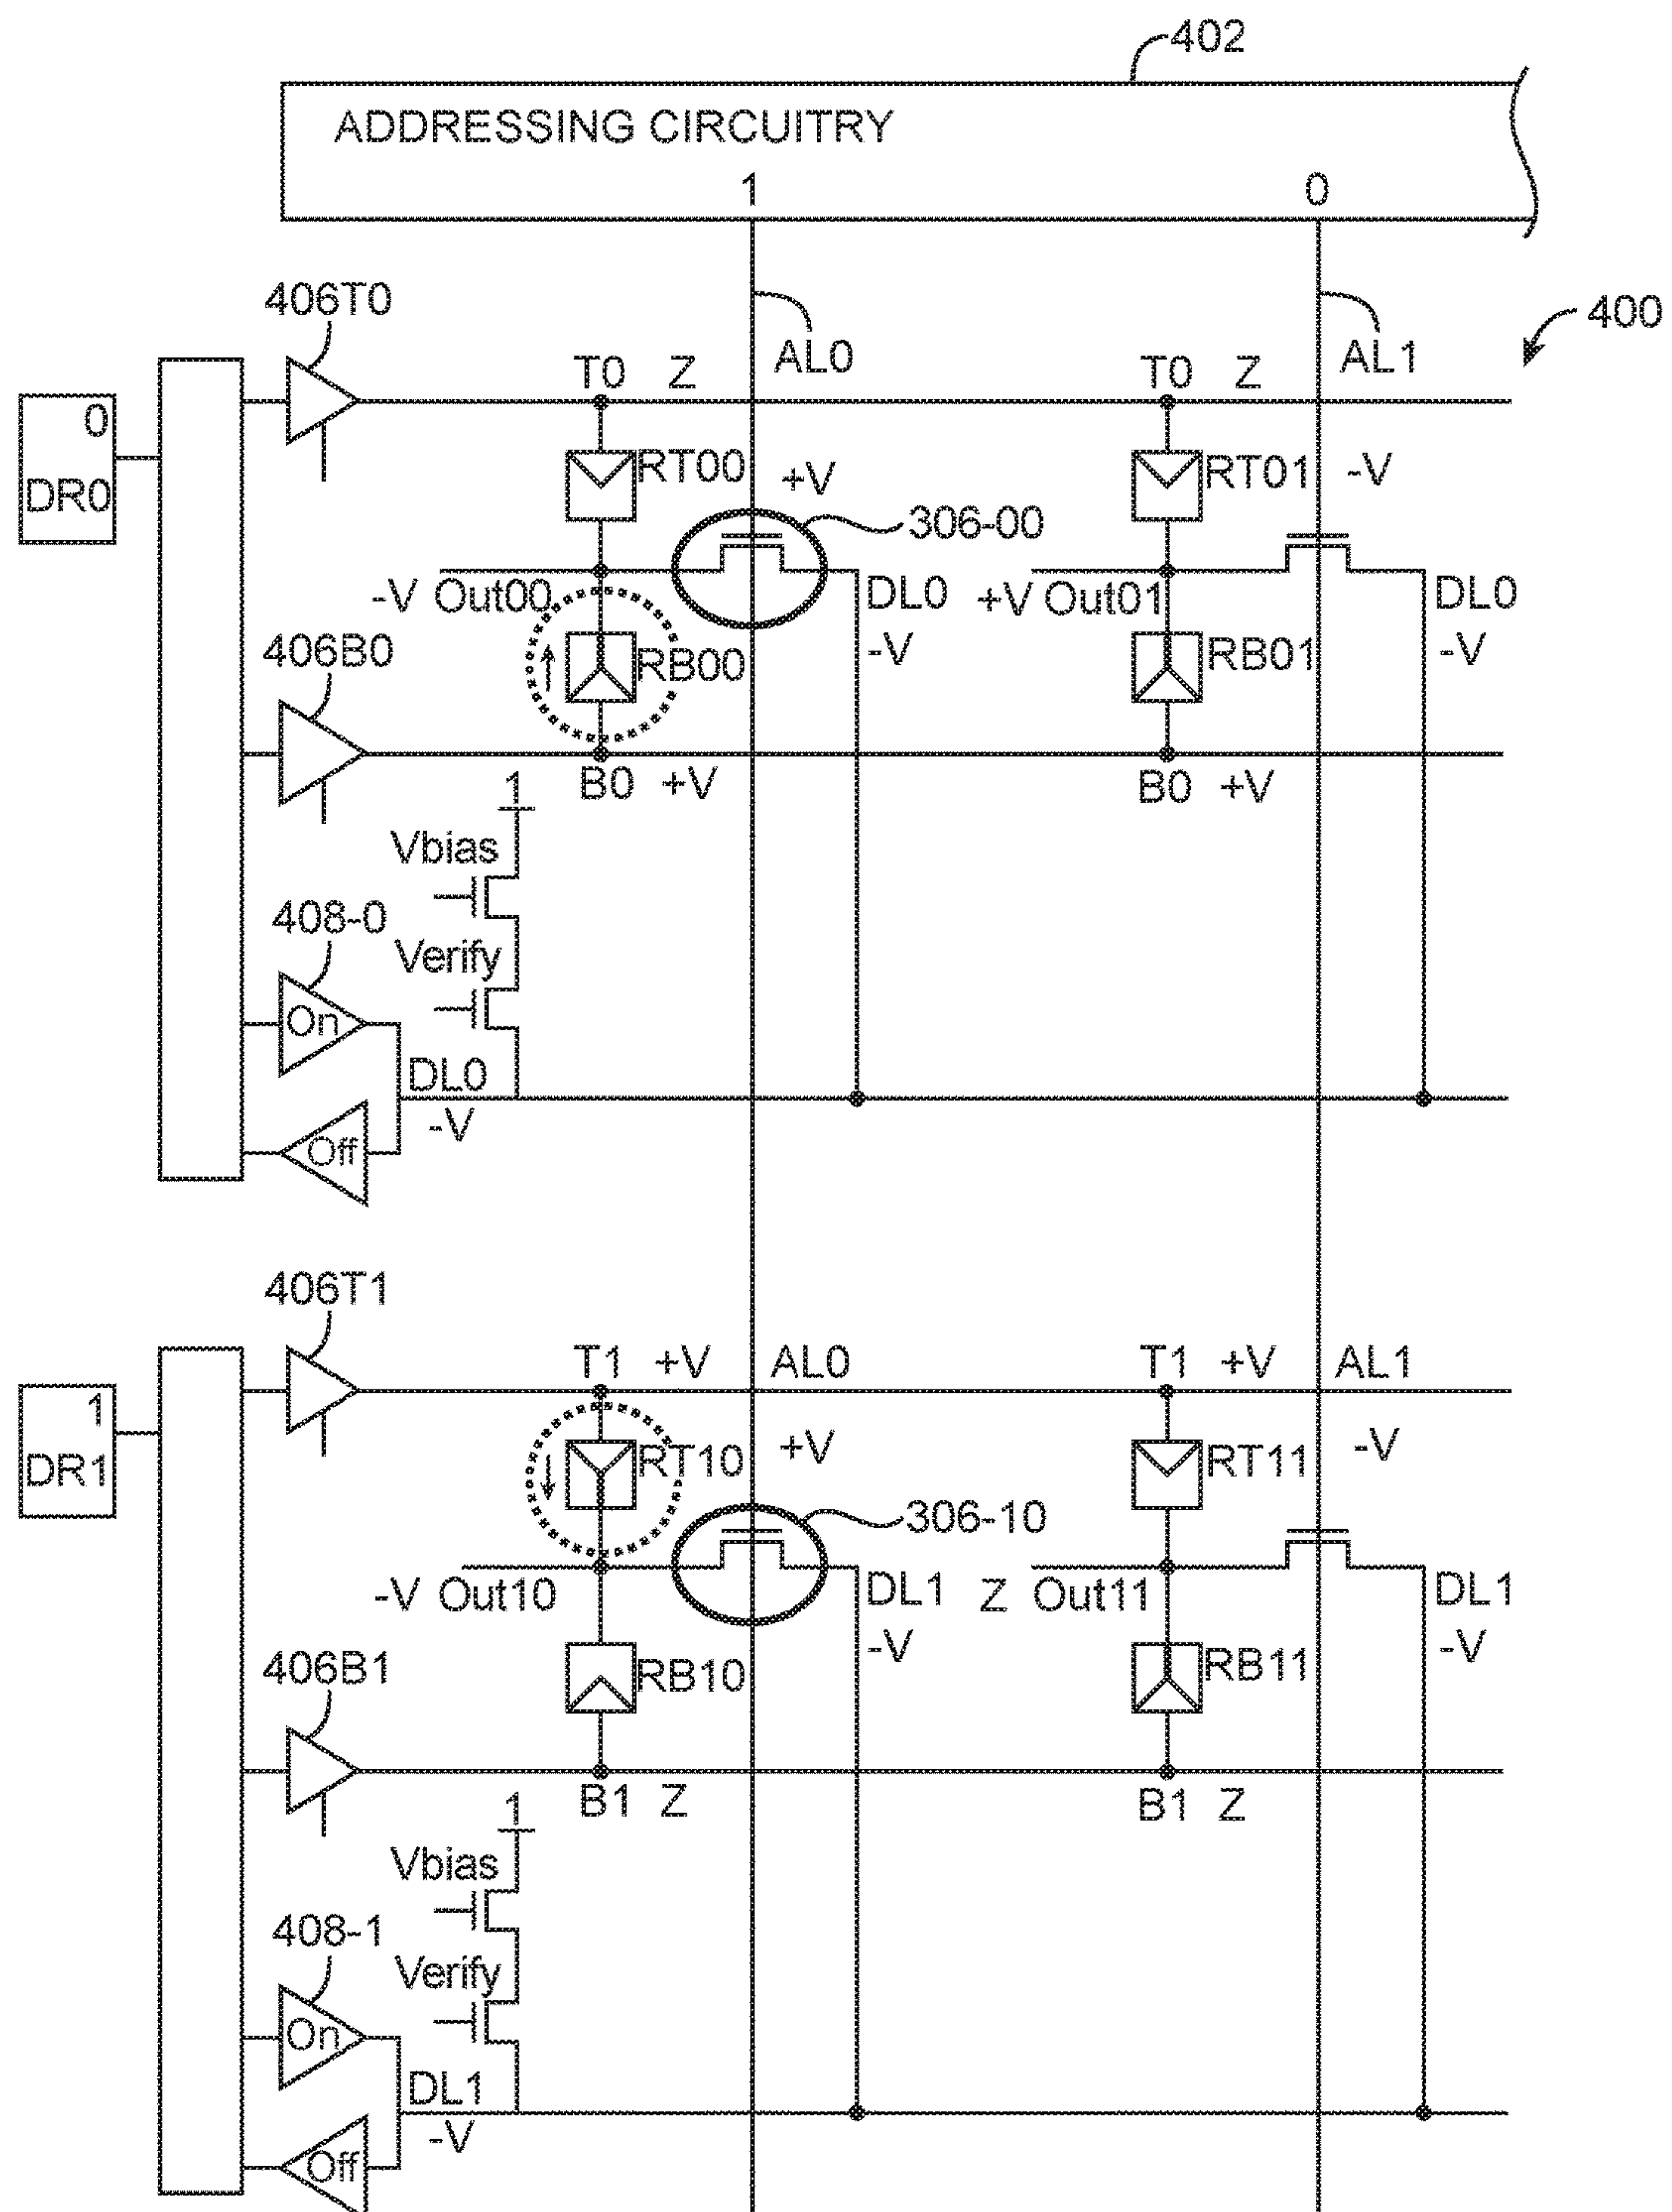 402
ADDRESSING CIRCUITRY
1 0
406T0
400
T0 Z AL0 T0 Z AL1
0
DR0
RT00 +V RT01 -V
306-00
-V Out00 DL0 +V Out01 DL0
406B0
RB00 -V RB01 -V
B0 +V B0 +V
1
Vbias
408-0
Verify
On
DL0
-V
Off
406T1
T1 +V AL0 T1 +V AL1
1
DR1
RT10 +V RT11 -V
306-10
-V Out10 DL1 Z Out11 DL1
406B1
RB10 -V RB11 -V
B1 Z B1 Z
1
Vbias
408-1
Verify
On
DL1
-V
Off